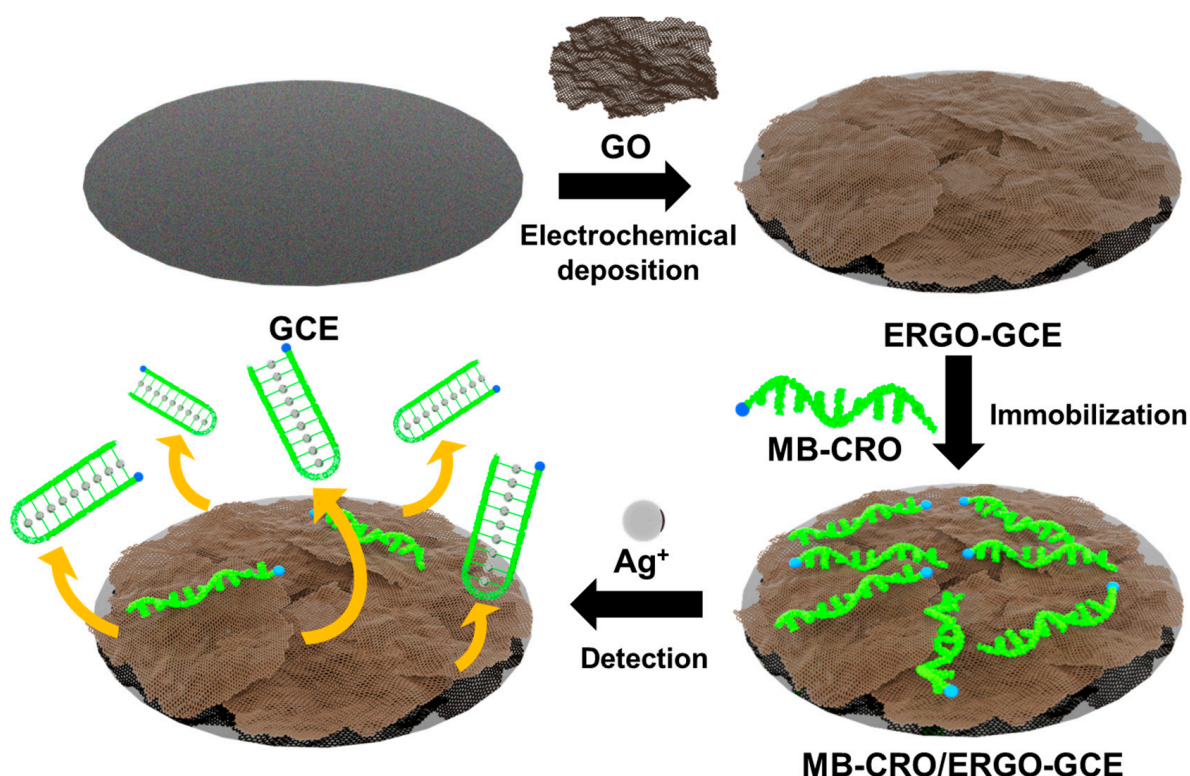 GO
Electrochemical
deposition
GCE
ERGO-GCE
MB-CRO
Immobilization
Ag⁺
Detection
MB-CRO/ERGO-GCE